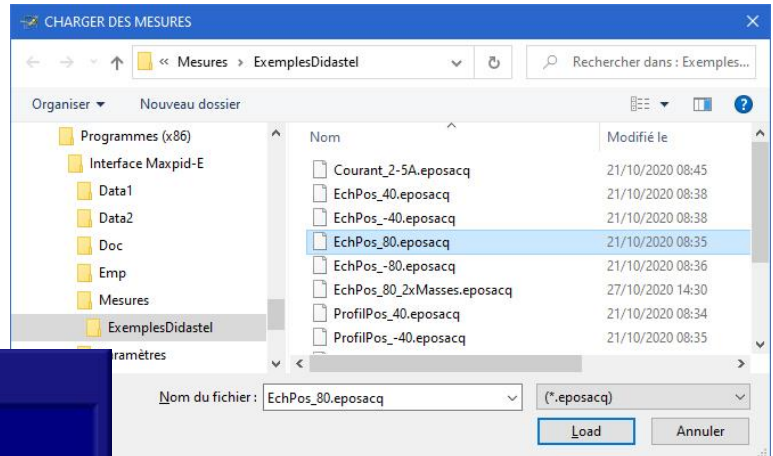 CHARGER DES MESURES
« Mesures > ExemplesDidastel
Rechercher dans : Exemples...
Organiser
Nouveau dossier
Programmes (x86)
Interface Maxpid-E
Data1
Data2
Doc
Emp
Mesures
ExemplesDidastel
ramètres
Nom
Modifié le
Courant_2-5A.eposacq 21/10/2020 08:45
EchPos_40.eposacq 21/10/2020 08:38
EchPos_-40.eposacq 21/10/2020 08:38
EchPos_80.eposacq 21/10/2020 08:35
EchPos_-80.eposacq 21/10/2020 08:36
EchPos_80_2xMasses.eposacq 27/10/2020 14:30
ProfilPos_40.eposacq 21/10/2020 08:34
ProfilPos_-40.eposacq 21/10/2020 08:35
Nom du fichier : EchPos_80.eposacq
(*.eposacq)
Load
Annuler